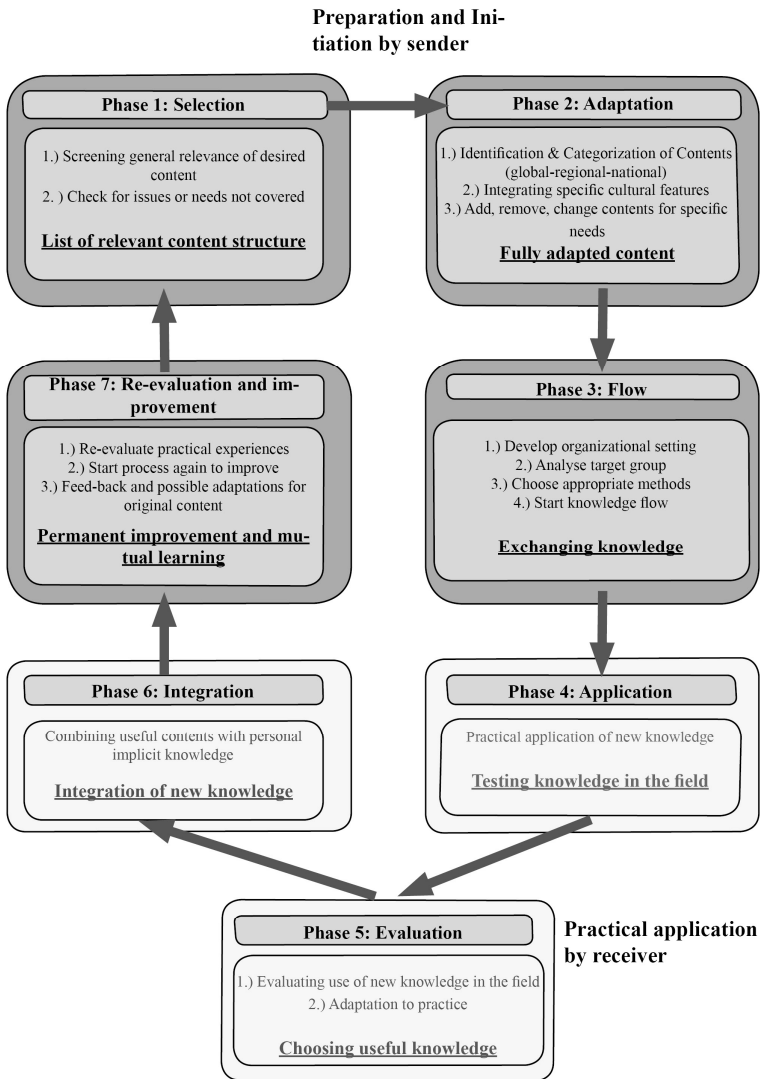 Preparation and Ini-
tiation by sender
Phase 1: Selection
1.) Screening general relevance of desired
content
2. ) Check for issues or needs not covered
List of relevant content structure
Phase 2: Adaptation
1.) Identification & Categorization of Contents
(global-regional-national)
2.) Integrating specific cultural features
3.) Add, remove, change contents for specific
needs
Fully adapted content
Phase 7: Re-evaluation and im-
provement
1.) Re-evaluate practical experiences
2.) Start process again to improve
3.) Feed-back and possible adaptations for
original content
Permanent improvement and mu-
tual learning
Phase 3: Flow
1.) Develop organizational setting
2.) Analyse target group
3.) Choose appropriate methods
4.) Start knowledge flow
Exchanging knowledge
Phase 6: Integration
Combining useful contents with personal
implicit knowledge
Integration of new knowledge
Phase 4: Application
Practical application of new knowledge
Testing knowledge in the field
Phase 5: Evaluation
1.) Evaluating use of new knowledge in the field
2.) Adaptation to practice
Choosing useful knowledge
Practical application
by receiver